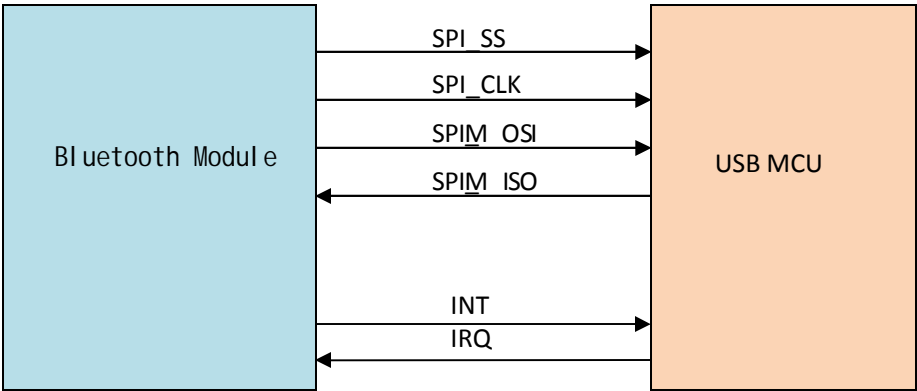 SPI_SS
SPI_CLK
SPIM_OSI
SPIM_ISO
Bluetooth Module
USB MCU
INT
IRQ